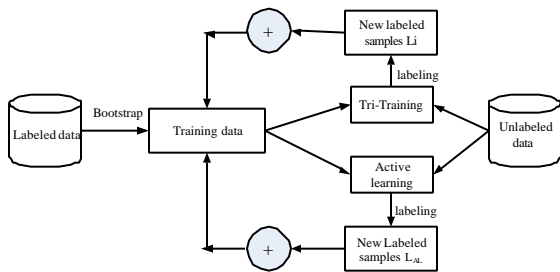 +
New labeled
samples Li
labeling
Bootstrap
Labeled data
Training data
Tri-Training
Unlabeled
data
Active
learning
labeling
+
New Labeled
samples LAL